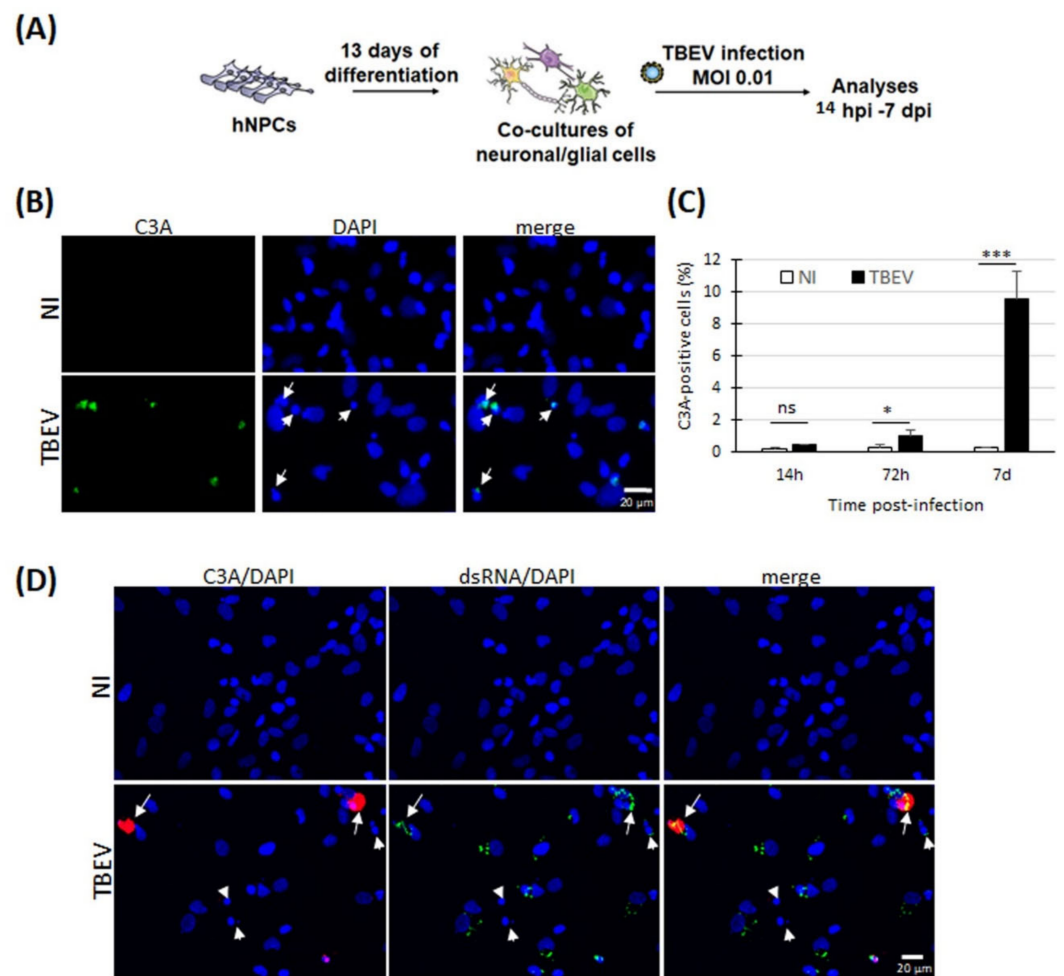 (A)
13 days of
differentiation
TBEV infection
MOI 0.01
Analyses
14 hpi -7 dpi
hNPCs
Co-cultures of
neuronal/glial cells
(B)
C3A
DAPI
merge
NI
TBEV
20 µm
(C)
C3A-positive cells (%)
12
10
8
6
4
2
0
NI
TBEV
ns
*
***
14h
72h
7d
Time post-infection
(D)
C3A/DAPI
dsRNA/DAPI
merge
NI
TBEV
20 µm